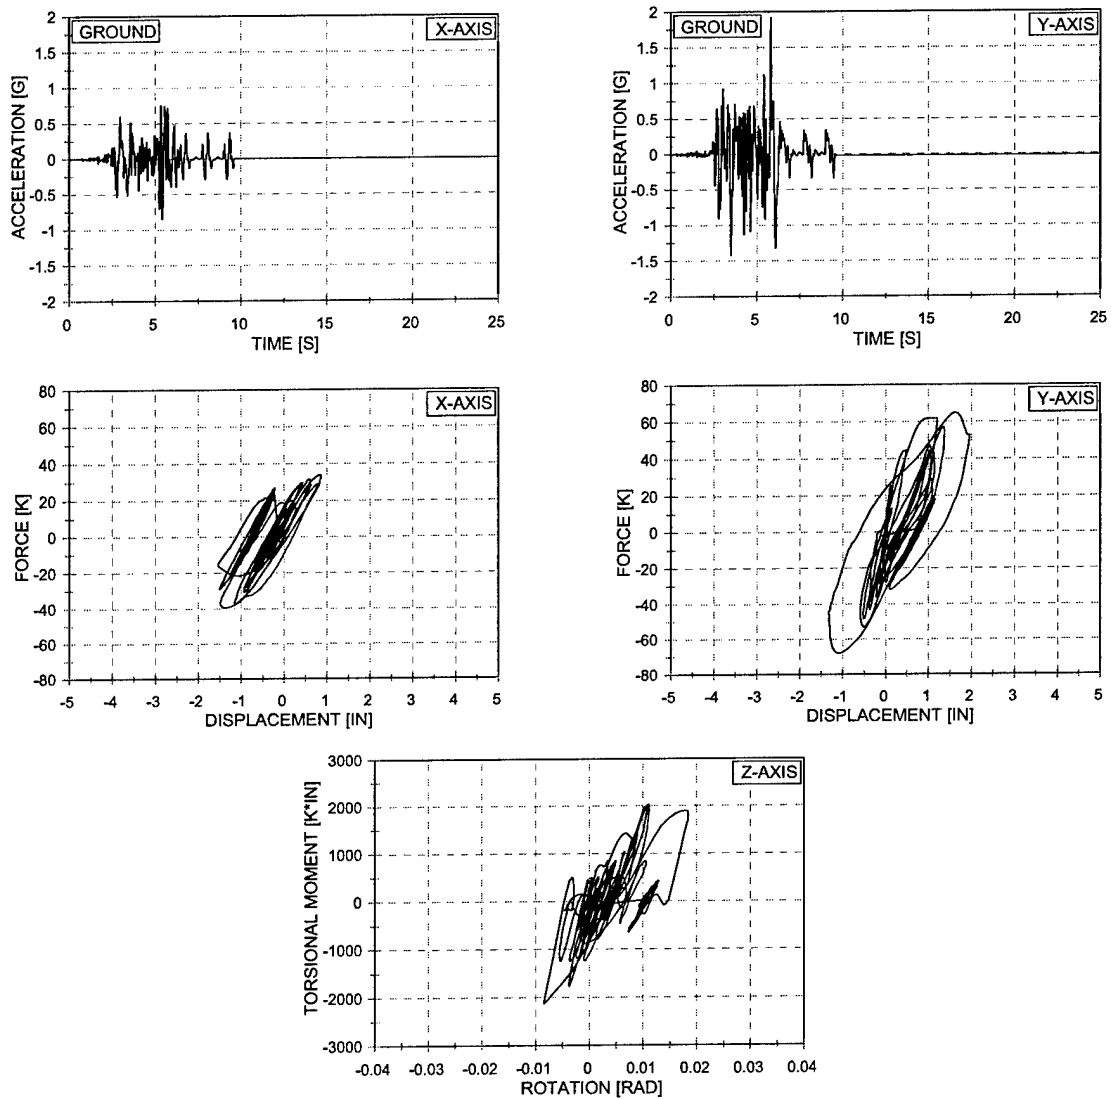 GROUND
X-AXIS
2
1.5
1
0.5
0
-0.5
-1
-1.5
-2
ACCELERATION [G]
0 5 10 15 20 25
TIME [S]
GROUND
Y-AXIS
2
1.5
1
0.5
0
-0.5
-1
-1.5
-2
ACCELERATION [G]
0 5 10 15 20 25
TIME [S]
X-AXIS
80
60
40
20
0
-20
-40
-60
-80
FORCE [K]
-5 -4 -3 -2 -1 0 1 2 3 4 5
DISPLACEMENT [IN]
Y-AXIS
80
60
40
20
0
-20
-40
-60
-80
FORCE [K]
-5 -4 -3 -2 -1 0 1 2 3 4 5
DISPLACEMENT [IN]
Z-AXIS
3000
2000
1000
0
-1000
-2000
-3000
TORSIONAL MOMENT [K*IN]
-0.04 -0.03 -0.02 -0.01 0 0.01 0.02 0.03 0.04
ROTATION [RAD]